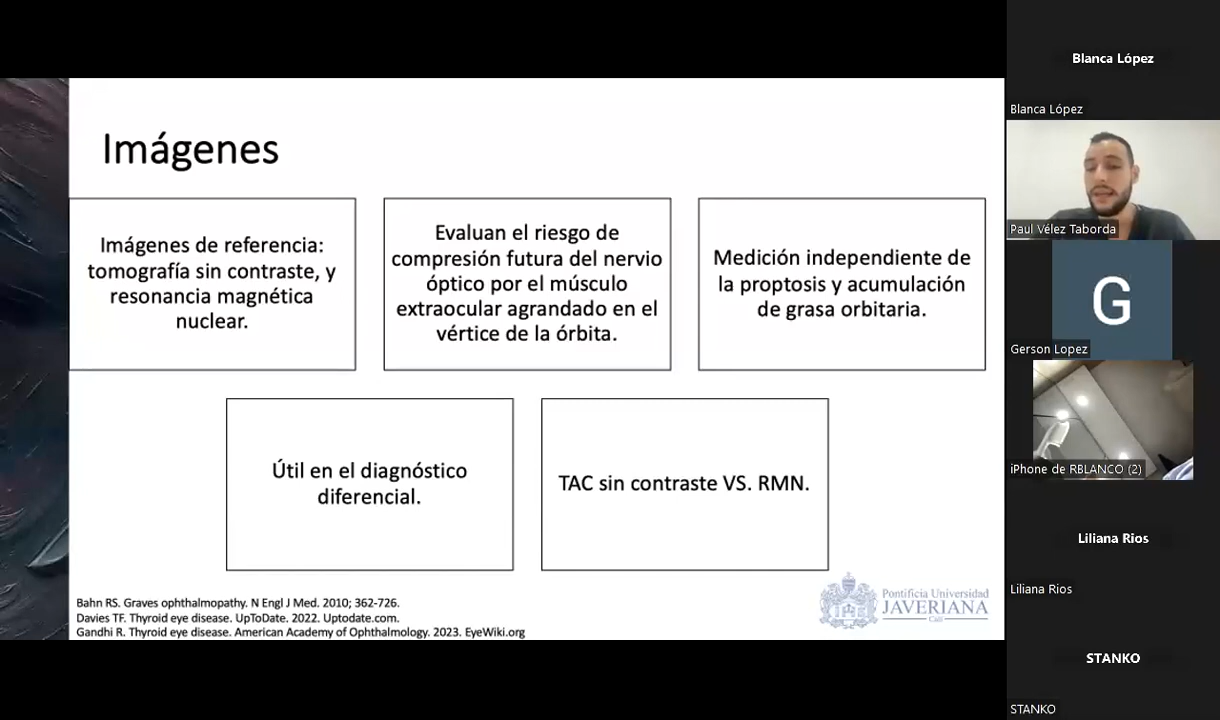 Imágenes
Imágenes de referencia:
tomografía sin contraste, y
resonancia magnética
nuclear.
Evaluan el riesgo de
compresión futura del nervio
óptico por el músculo
extraocular agrandado en el
vértice de la órbita.
Medición independiente de
la proptosis y acumulación
de grasa orbitaria.
Útil en el diagnóstico
diferencial.
TAC sin contraste VS. RMN.
Bahn RS. Graves ophthalmopathy. N Engl J Med. 2010; 362-726.
Davies TF. Thyroid eye disease. UpToDate. 2022. Uptodate.com.
Gandhi R. Thyroid eye disease. American Academy of Ophthalmology. 2023. EyeWiki.org
Pontificia Universidad
JAVERIANA
Cali
Blanca López
Blanca López
Paul Vélez Taborda
G
Gerson Lopez
iPhone de RBLANCO (2)
Liliana Rios
Liliana Rios
STANKO
STANKO